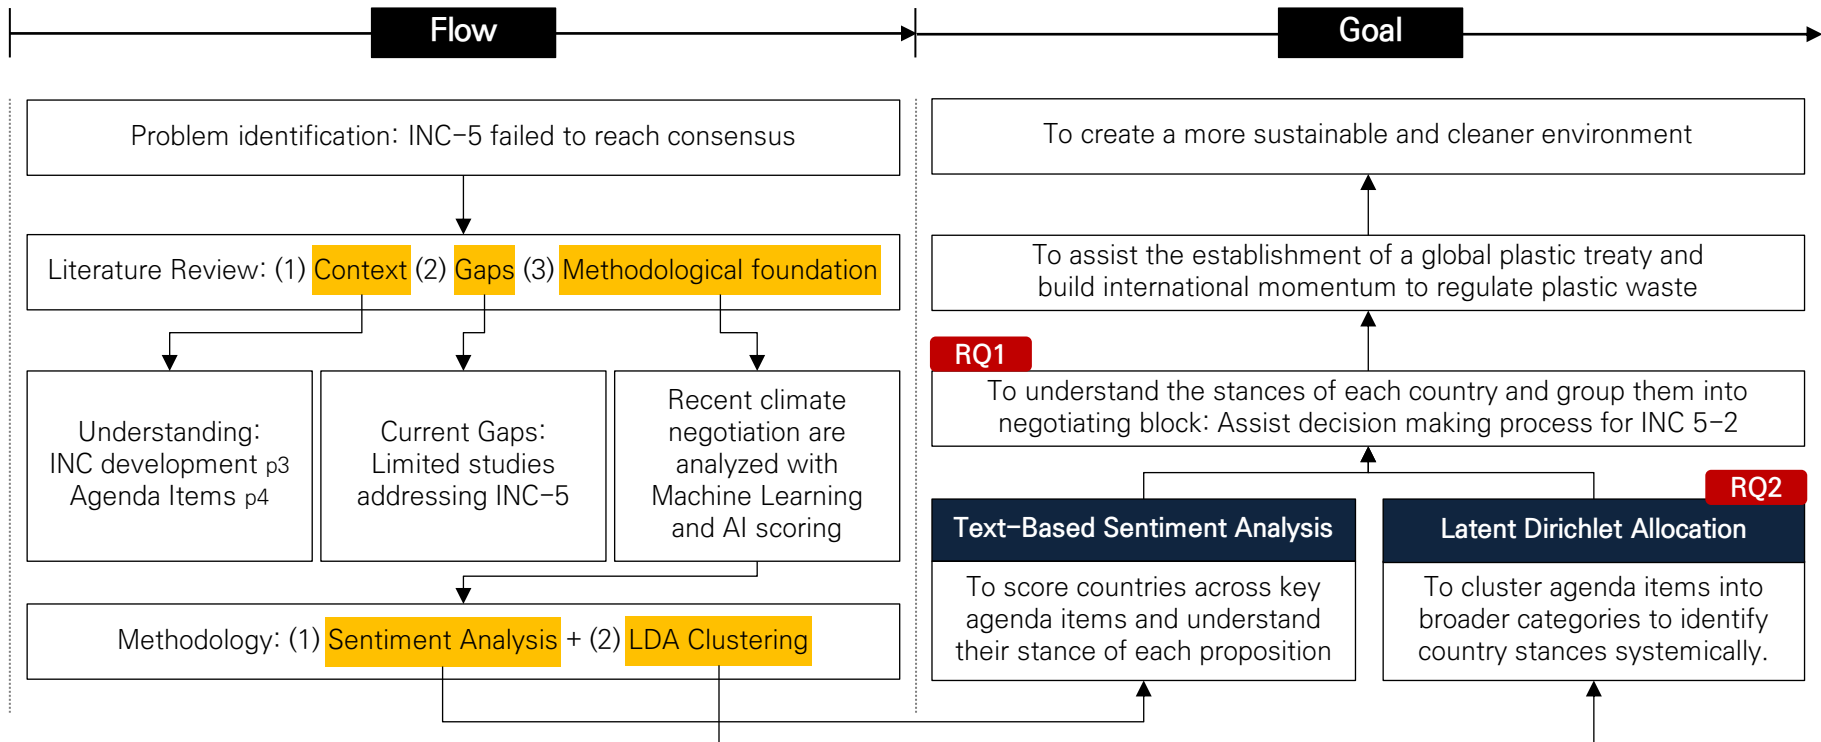 Flow
Goal
Problem identification: INC-5 failed to reach consensus
Literature Review: (1) Context (2) Gaps (3) Methodological foundation
Understanding:
INC development p3
Agenda Items p4
Current Gaps:
Limited studies
addressing INC-5
Recent climate
negotiation are
analyzed with
Machine Learning
and AI scoring
Methodology: (1) Sentiment Analysis + (2) LDA Clustering
To create a more sustainable and cleaner environment
To assist the establishment of a global plastic treaty and
build international momentum to regulate plastic waste
RQ1
To understand the stances of each country and group them into
negotiating block: Assist decision making process for INC 5-2
RQ2
Text-Based Sentiment Analysis
To score countries across key
agenda items and understand
their stance of each proposition
Latent Dirichlet Allocation
To cluster agenda items into
broader categories to identify
country stances systemically.